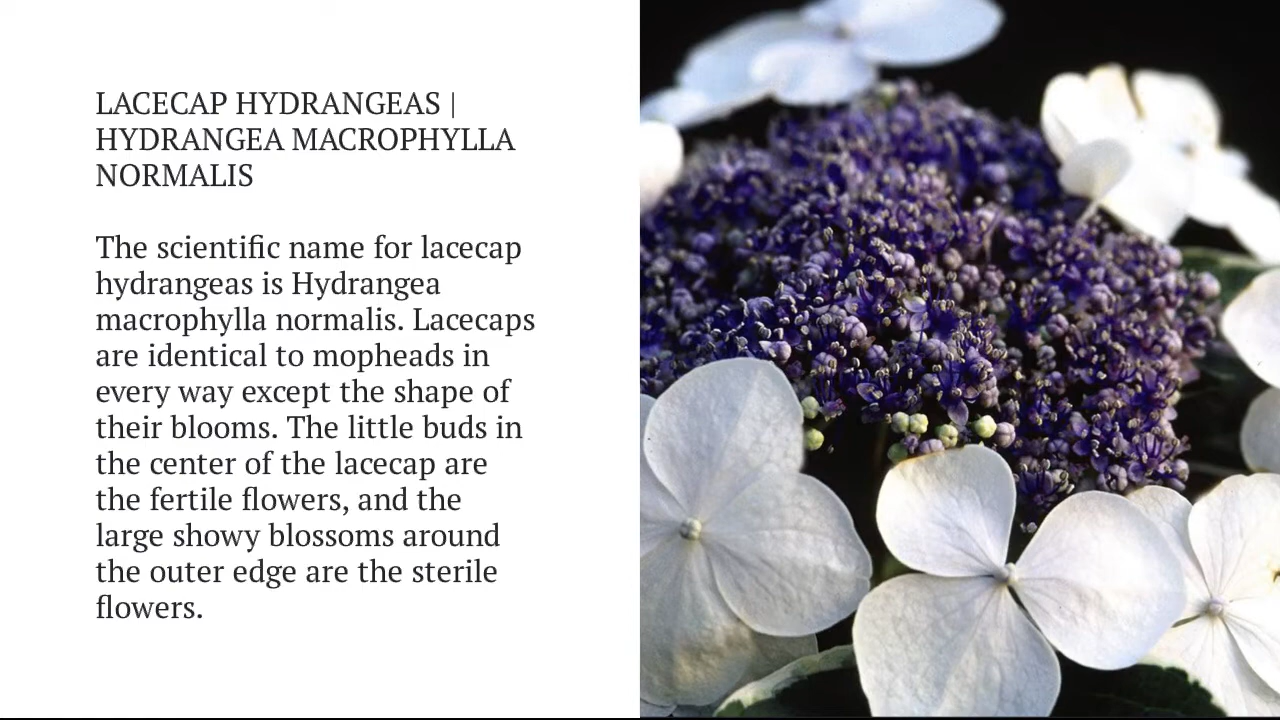 LACECAP HYDRANGEAS |
HYDRANGEA MACROPHYLLA
NORMALIS
The scientific name for lacecap
hydrangeas is Hydrangea
macrophylla normalis. Lacecaps
are identical to mopheads in
every way except the shape of
their blooms. The little buds in
the center of the lacecap are
the fertile flowers, and the
large showy blossoms around
the outer edge are the sterile
flowers.